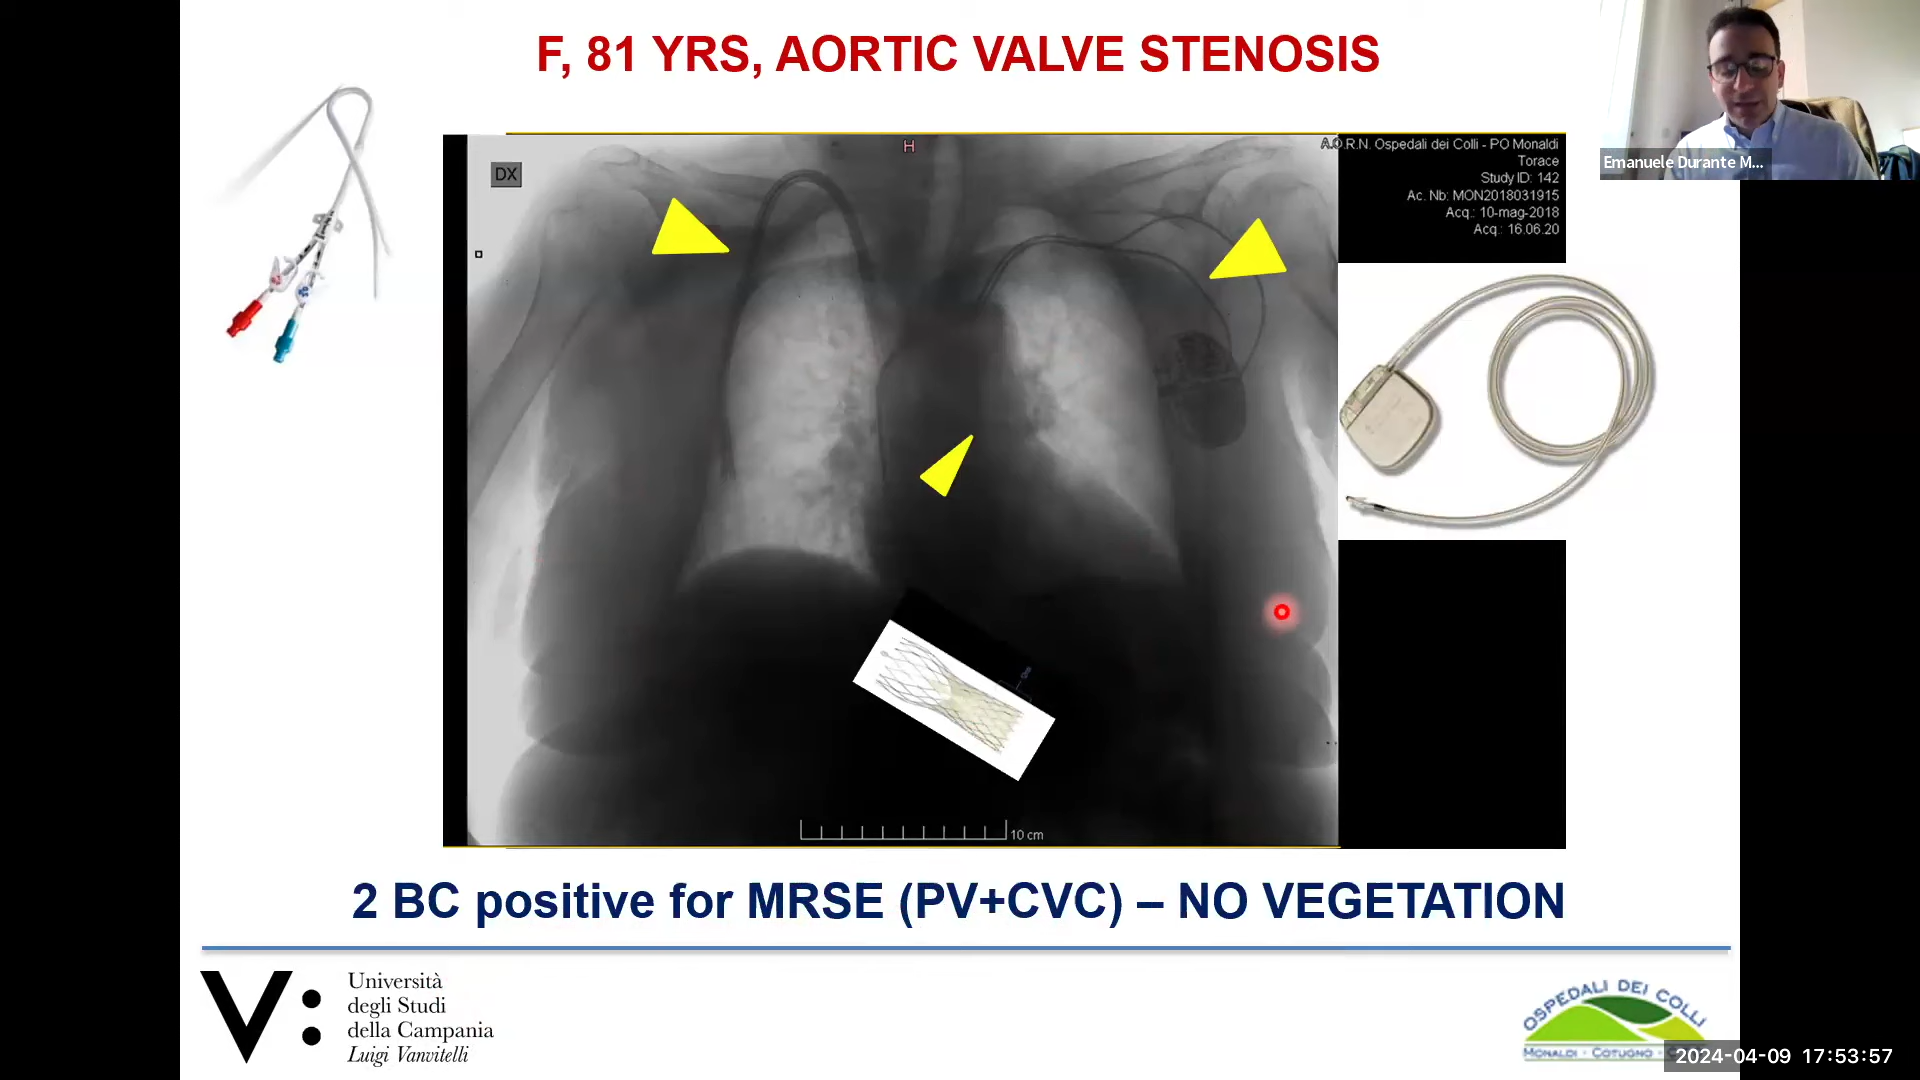 F, 81 YRS, AORTIC VALVE STENOSIS
Emanuele Durante M...
H
DX
A.O.R.N. Ospedali dei Colli - PO Monaldi
Torace
Study ID: 142
Ac. Nb: MON2018031915
Acq.: 10-mag-2018
Acq.: 16.06.20
10 cm
2 BC positive for MRSE (PV+CVC) – NO VEGETATION
V:
Università
degli Studi
della Campania
Luigi Vanvitelli
OSPEDALI DEI COLLI
MONALDI - COTUGNO - C
2024-04-09 17:53:57